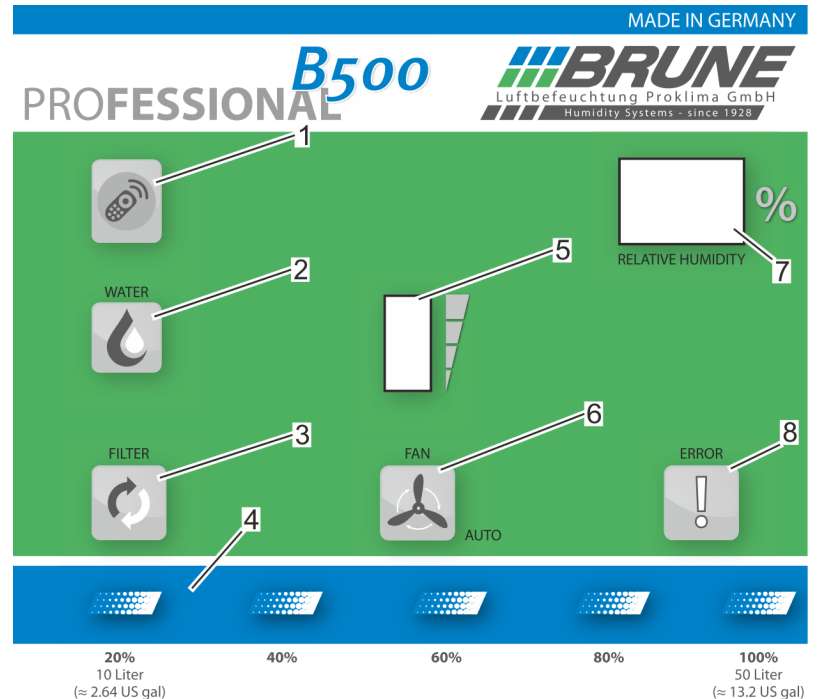 MADE IN GERMANY
B500
PROFESSIONAL
BRUNE
Luftbefeuchtung Proklima GmbH
Humidity Systems - since 1928
1
%
5
RELATIVE HUMIDITY
7
2
WATER
6
3
8
FILTER
FAN
ERROR
4
AUTO
20%
40%
60%
80%
100%
10 Liter
50 Liter
(≈ 2.64 US gal)
(≈ 13.2 US gal)